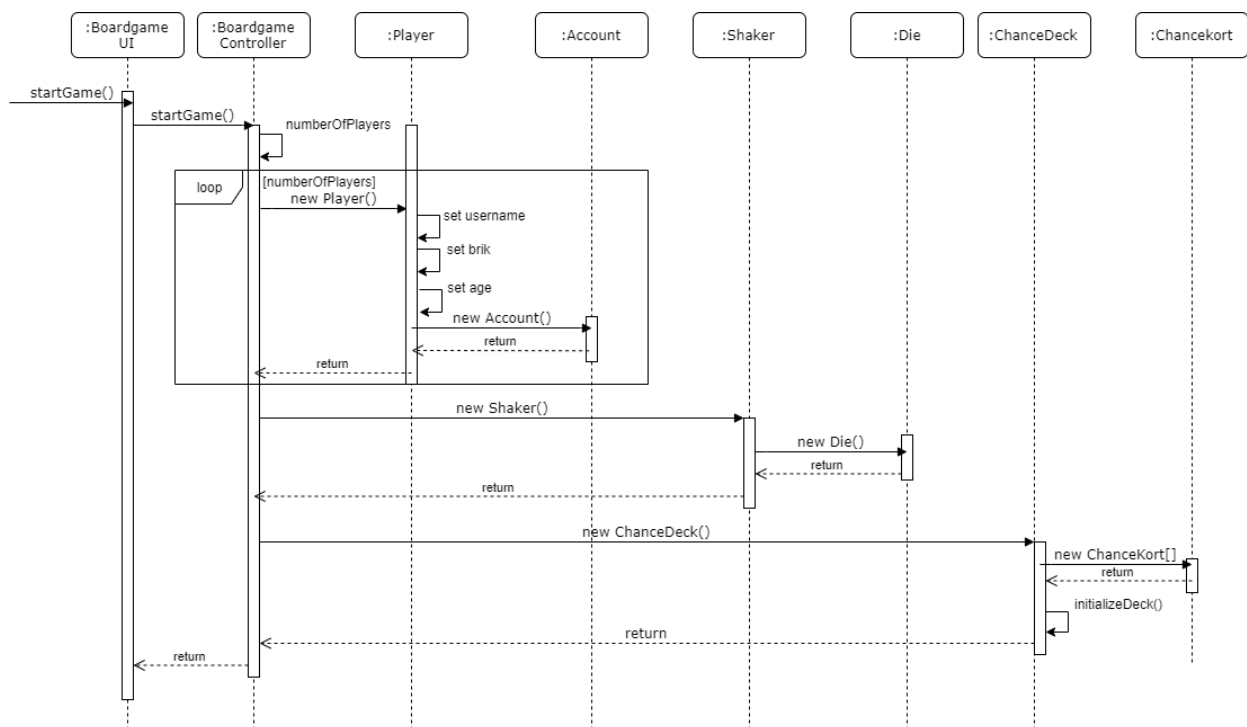 :Boardgame
UI
:Boardgame
Controller
:Player
:Account
:Shaker
:Die
:ChanceDeck
:Chancekort
startGame()
startGame()
numberOfPlayers
loop
[numberOfPlayers]
new Player()
set username
set brik
set age
new Account()
return
return
new Shaker()
new Die()
return
return
new ChanceDeck()
new ChanceKort[]
return
initializeDeck()
return
return